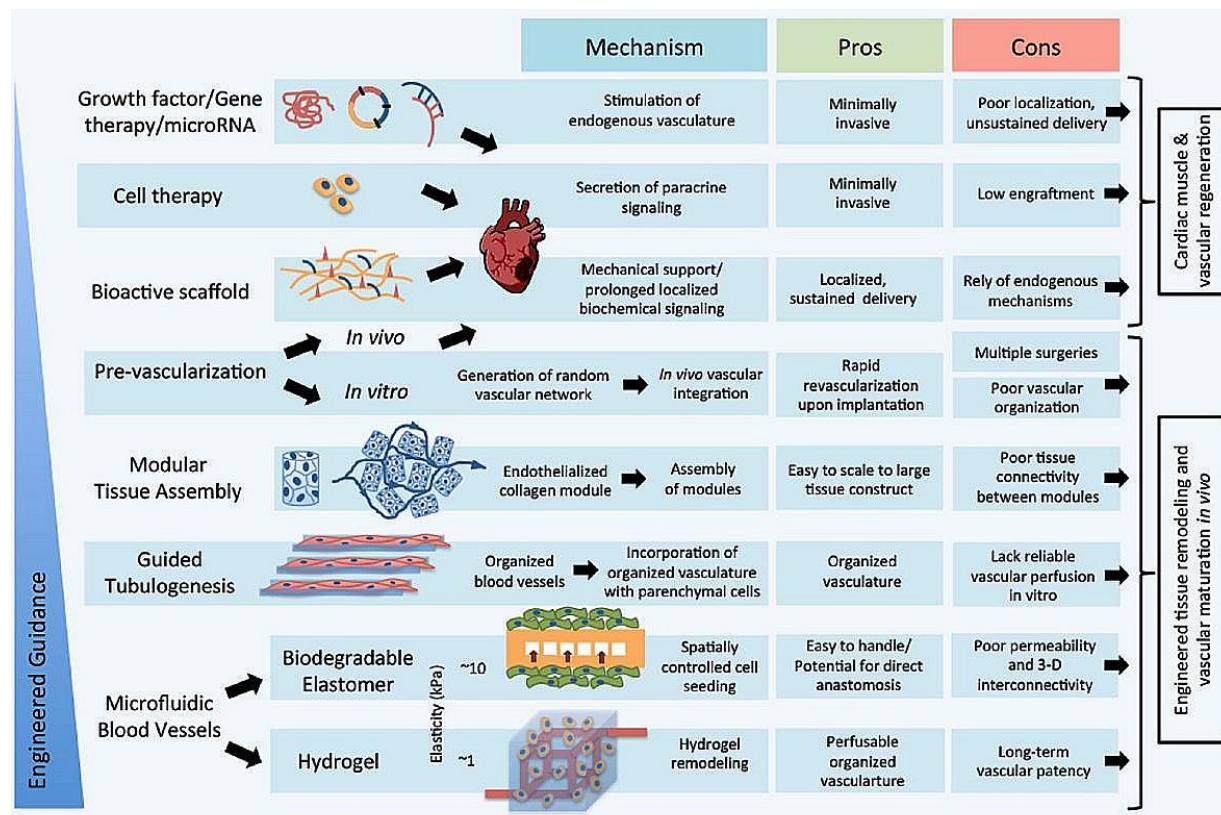 Mechanism
Pros
Cons
Growth factor/Gene
therapy/microRNA
Stimulation of
endogenous vasculature
Minimally
invasive
Poor localization,
unsustained delivery
Cell therapy
Secretion of paracrine
signaling
Minimally
invasive
Low engraftment
Bioactive scaffold
Mechanical support/
prolonged localized
biochemical signaling
Localized,
sustained delivery
Rely of endogenous
mechanisms
Cardiac muscle &
vascular regeneration
Pre-vascularization
In vivo
In vitro
Generation of random
vascular network
In vivo vascular
integration
Rapid
revascularization
upon implantation
Multiple surgeries
Poor vascular
organization
Modular
Tissue Assembly
Endothelialized
collagen module
Assembly
of modules
Easy to scale to large
tissue construct
Poor tissue
connectivity
between modules
Guided
Tubulogenesis
Organized
blood vessels
Incorporation of
organized vasculature
with parenchymal cells
Organized
vasculature
Lack reliable
vascular perfusion
in vitro
Microfluidic
Blood Vessels
Biodegradable
Elastomer
Elasticity (kPa)
~10
Spatially
controlled cell
seeding
Easy to handle/
Potential for direct
anastomosis
Poor permeability
and 3-D
interconnectivity
Hydrogel
~1
Hydrogel
remodeling
Perfusable
organized
vascularture
Long-term
vascular patency
Engineered tissue remodeling and
vascular maturation in vivo
Engineered Guidance